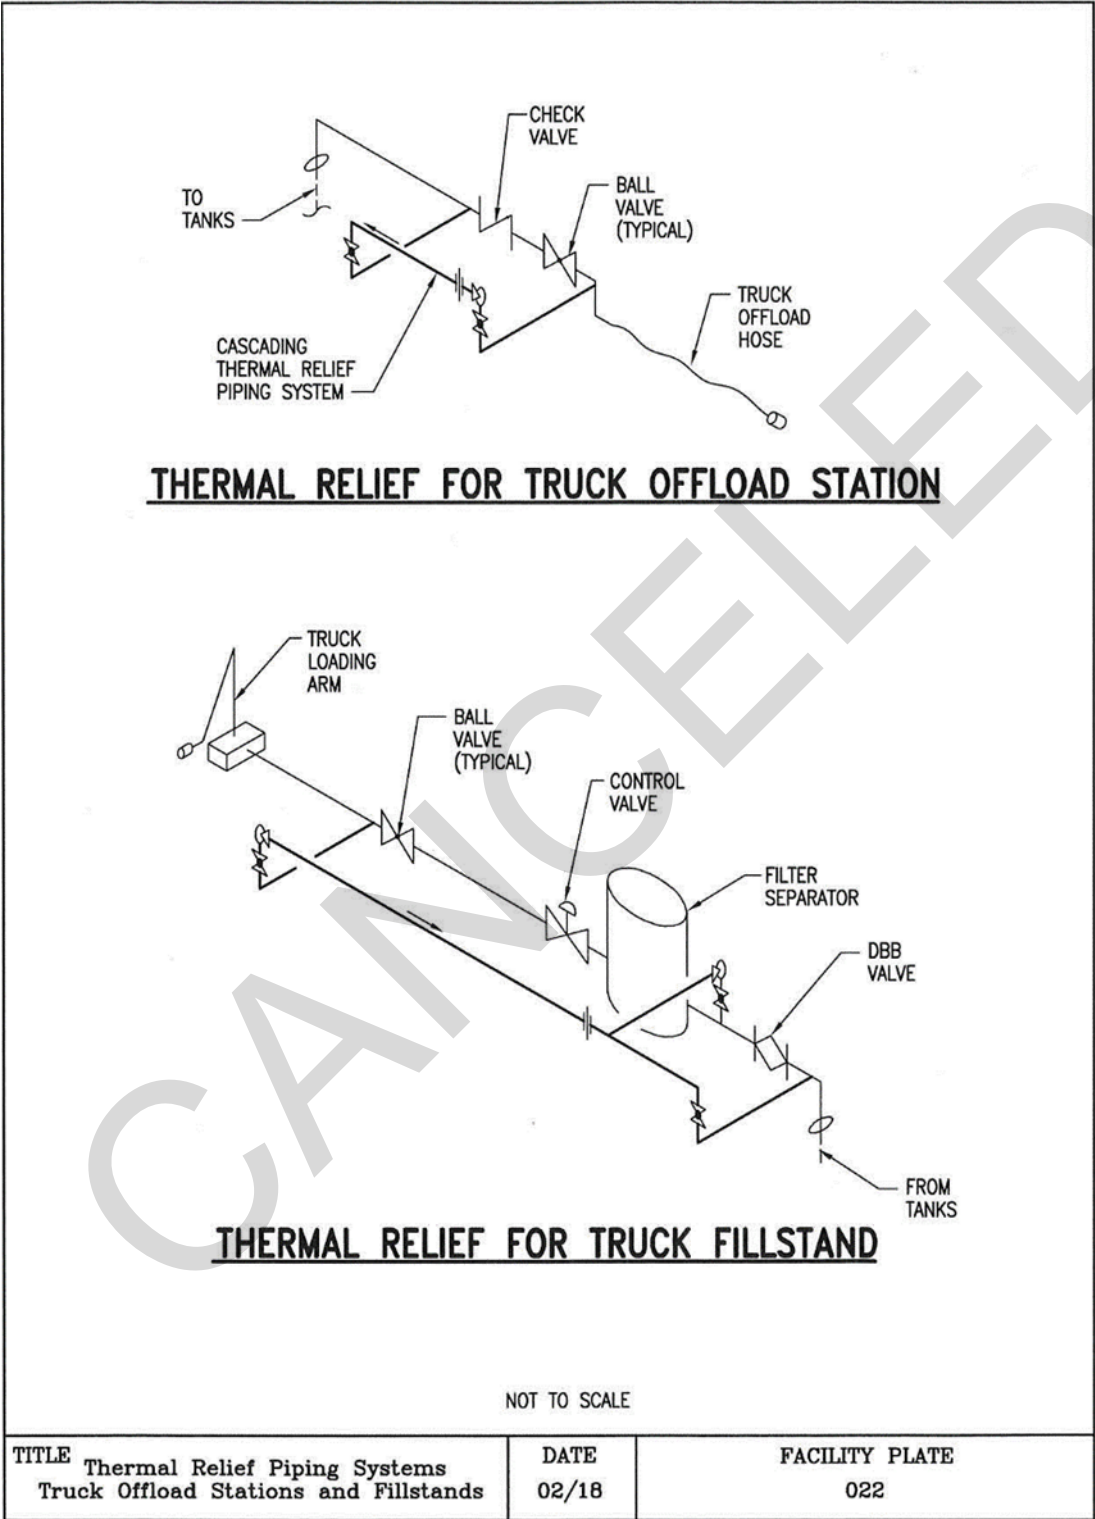 CHECK
VALVE
BALL
VALVE
(TYPICAL)
TO
TANKS
TRUCK
OFFLOAD
HOSE
CASCADING
THERMAL RELIEF
PIPING SYSTEM
THERMAL RELIEF FOR TRUCK OFFLOAD STATION
TRUCK
LOADING
ARM
BALL
VALVE
(TYPICAL)
CONTROL
VALVE
FILTER
SEPARATOR
DBB
VALVE
FROM
TANKS
THERMAL RELIEF FOR TRUCK FILLSTAND
CANCELED
NOT TO SCALE
TITLE
Thermal Relief Piping Systems
Truck Offload Stations and Fillstands
DATE
02/18
FACILITY PLATE
022